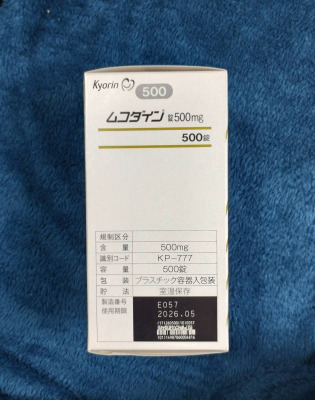 Kyorin
500
ムコダイン錠500mg
500錠
規制区分
含 量 500mg
識別コード KP-777
容 量 500錠
包 装 プラスチック容器入包装
貯 法 室温保存
製造番号 E057
使用期限 2026.05